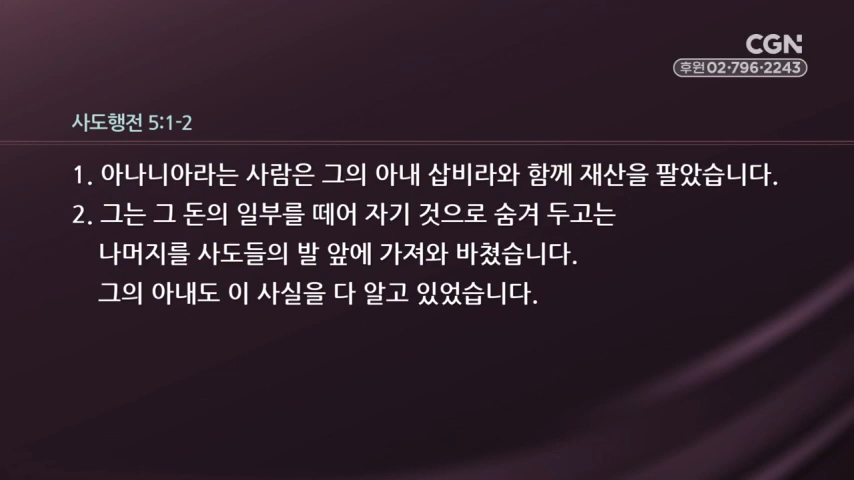 CGN
후원 02·796·2243
사도행전 5:1-2
1. 아나니아라는 사람은 그의 아내 삽비라와 함께 재산을 팔았습니다.
2. 그는 그 돈의 일부를 떼어 자기 것으로 숨겨 두고는
나머지를 사도들의 발 앞에 가져와 바쳤습니다.
그의 아내도 이 사실을 다 알고 있었습니다.